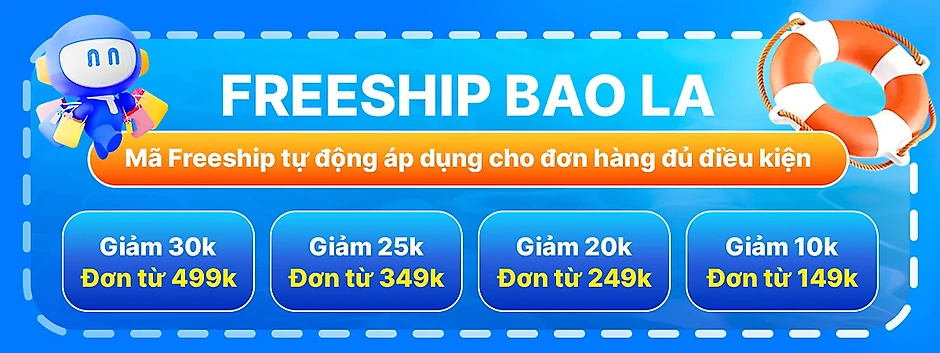 FREESHIP BAO LA
Mã Freeship tự động áp dụng cho đơn hàng đủ điều kiện
Giảm 30k
Đơn từ 499k
Giảm 25k
Đơn từ 349k
Giảm 20k
Đơn từ 249k
Giảm 10k
Đơn từ 149k